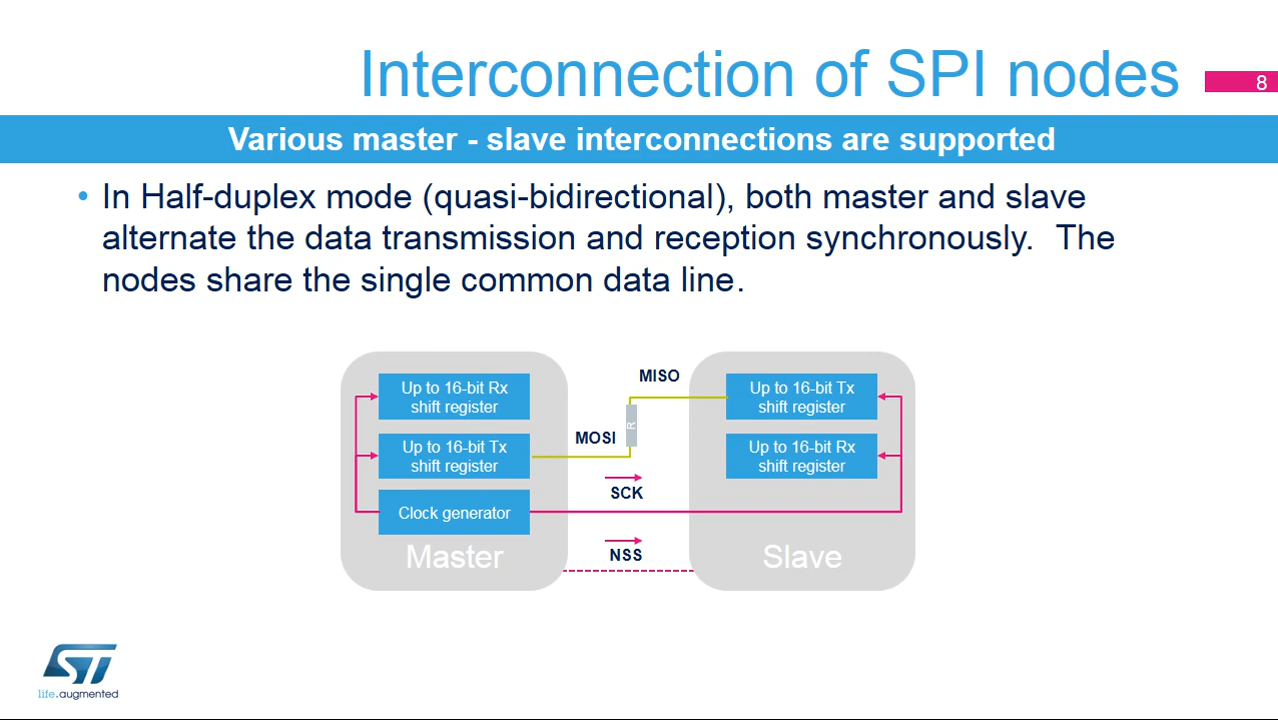 Interconnection of SPI nodes
8
Various master - slave interconnections are supported
• In Half-duplex mode (quasi-bidirectional), both master and slave
alternate the data transmission and reception synchronously. The
nodes share the single common data line.
Up to 16-bit Rx
shift register
Up to 16-bit Tx
shift register
Clock generator
Master
MISO
R
MOSI
SCK
NSS
Up to 16-bit Tx
shift register
Up to 16-bit Rx
shift register
Slave
ST
life.augmented